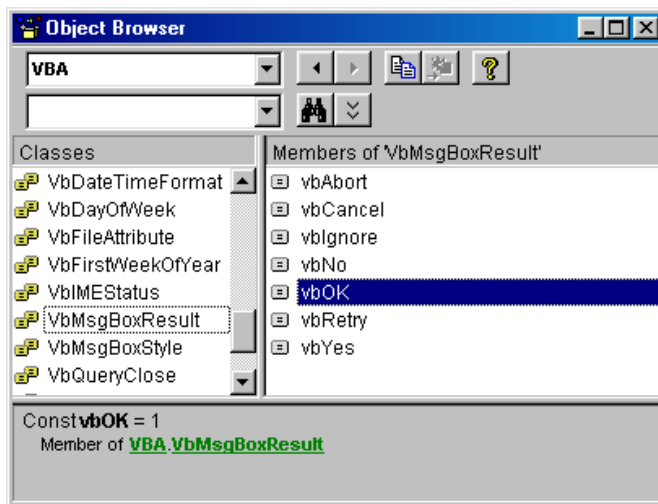 Object Browser
VBA
Classes
VbDateTimeFormat
VbDayOfWeek
VbFileAttribute
VbFirstWeekOfYear
VbIMEStatus
VbMsgBoxResult
VbMsgBoxStyle
VbQueryClose
Members of 'VbMsgBoxResult'
vbAbort
vbCancel
vbIgnore
vbNo
vbOK
vbRetry
vbYes
Const vbOK = 1
Member of VBA.VbMsgBoxResult